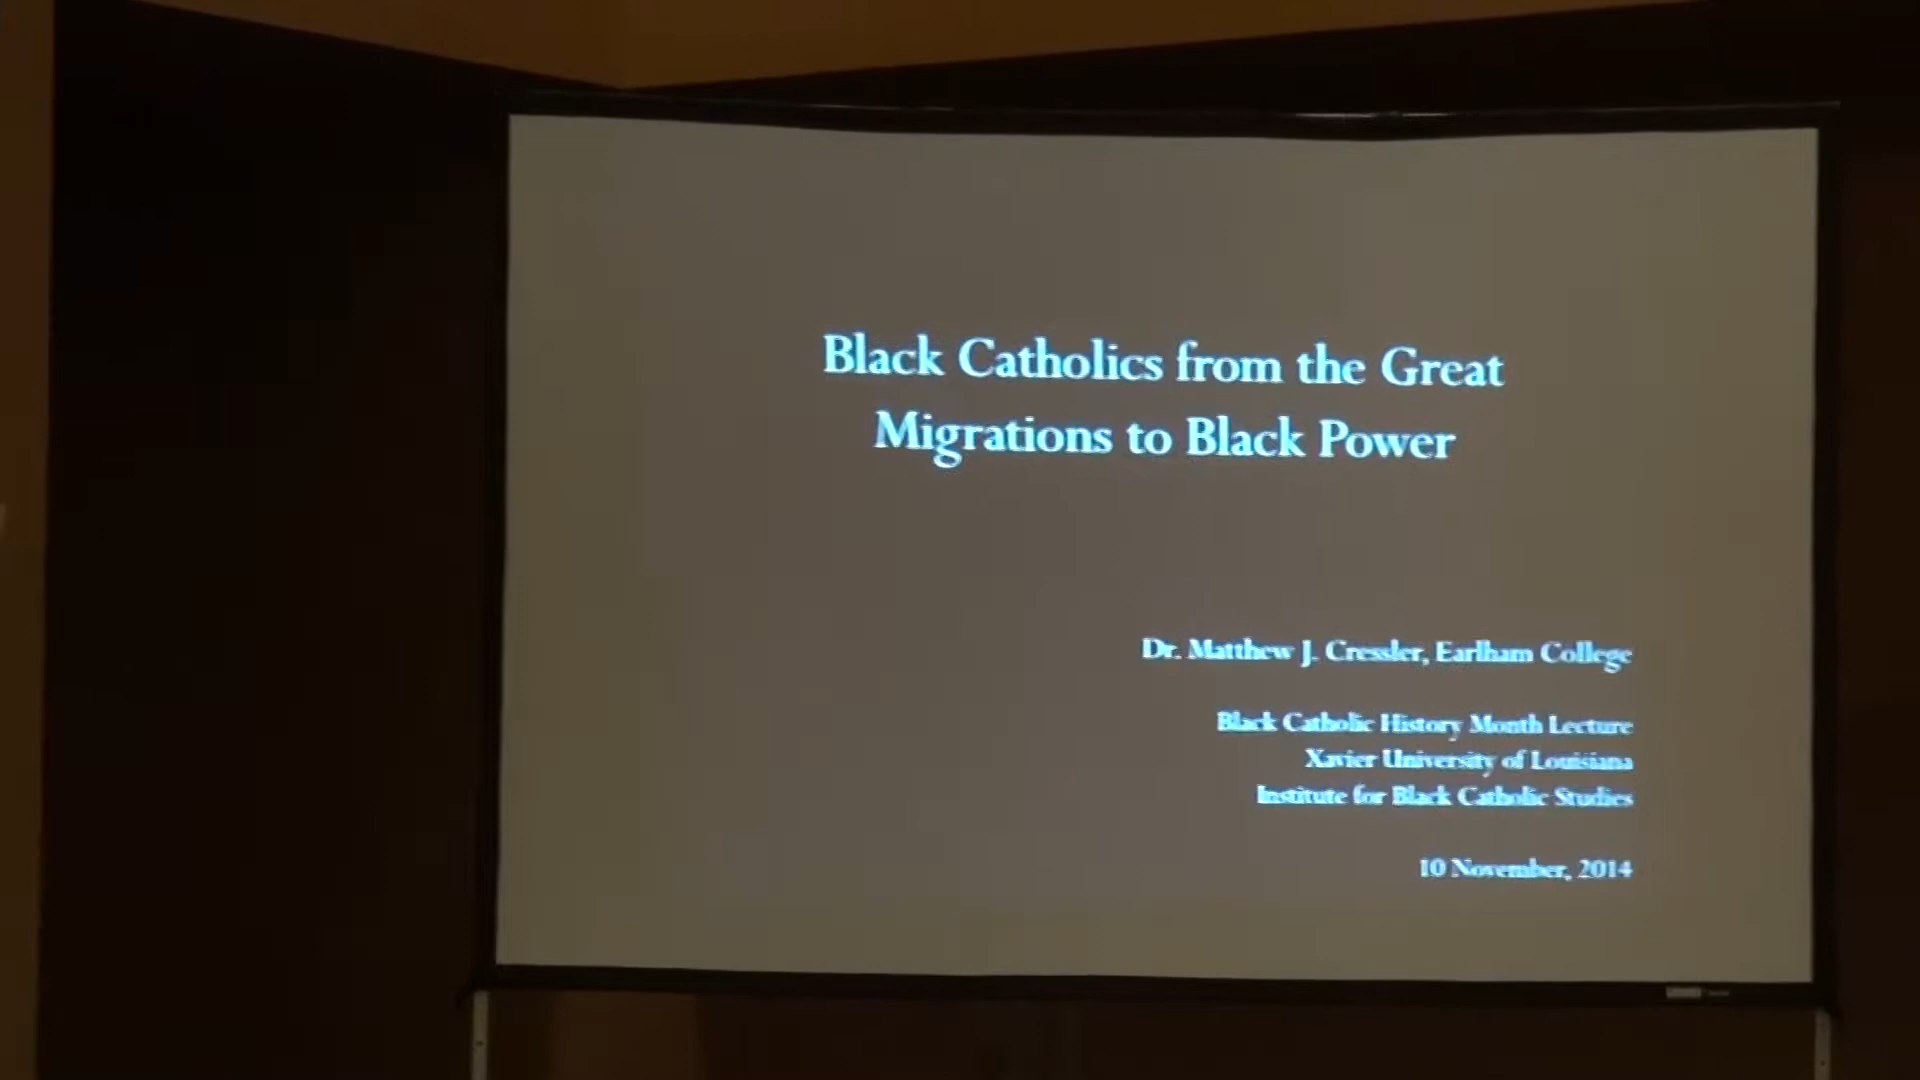 Black Catholics from the Great
Migrations to Black Power
Dr. Matthew J. Cressler, Earlham College
Black Catholic History Month Lecture
Xavier University of Louisiana
Institute for Black Catholic Studies
10 November, 2014